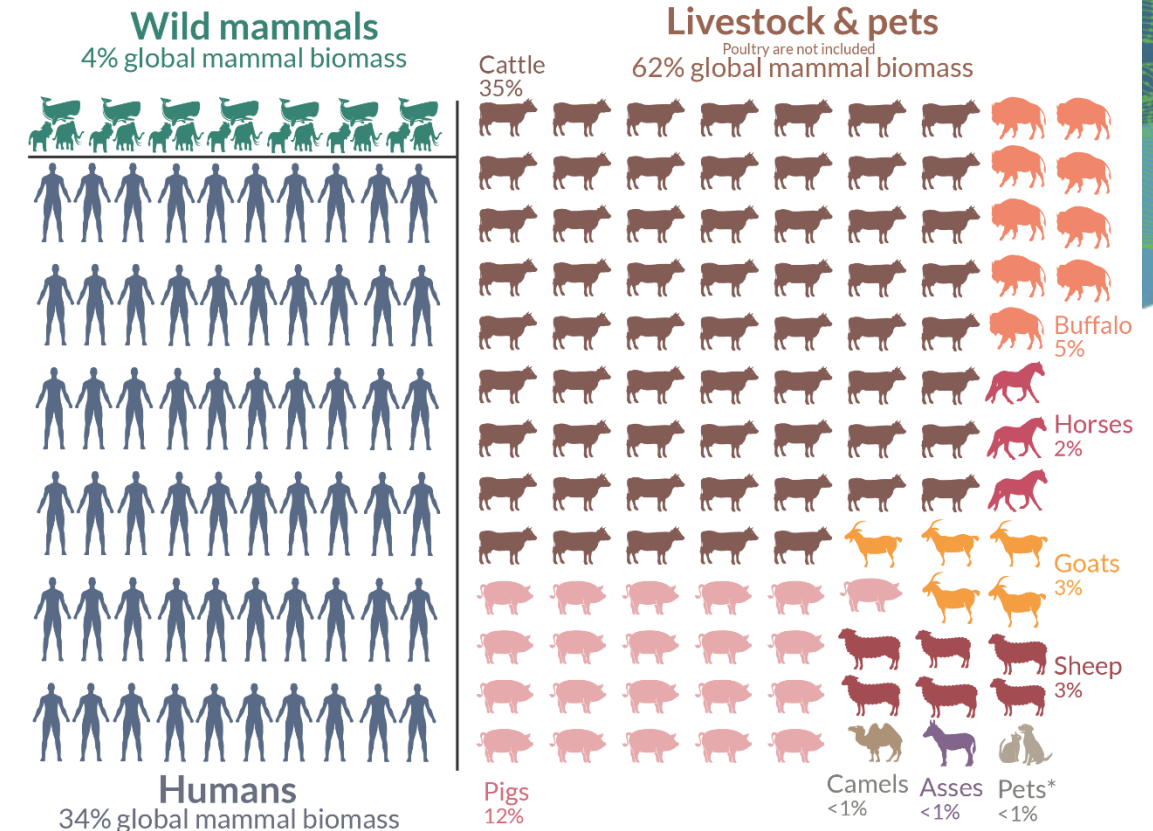 Wild mammals
4% global mammal biomass
Livestock & pets
Poultry are not included
62% global mammal biomass
Cattle
35%
Buffalo
5%
Horses
2%
Goats
3%
Sheep
3%
Pigs
12%
Camels
<1%
Asses
<1%
Pets*
<1%
Humans
34% global mammal biomass